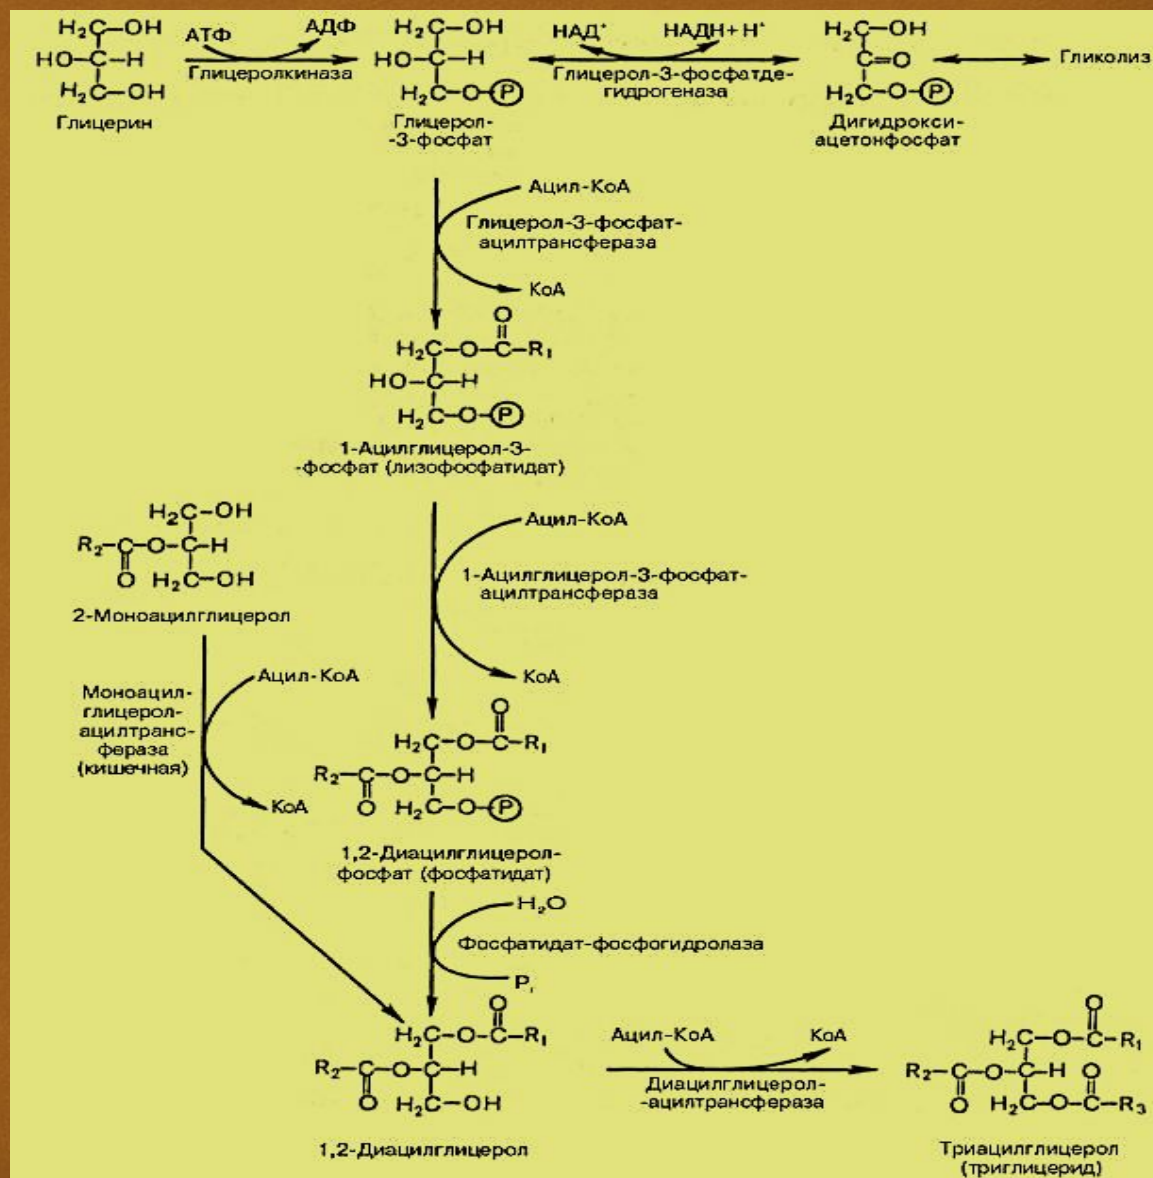 H₂C–OH
HO–C–H
H₂C–OH
Глицерин
АТФ
АДФ
Глицеролкиназа
H₂C–OH
HO–C–H
H₂C–O–P
Глицерол-
-3-фосфат
НАД⁺
НАДН + Н⁺
Глицерол-3-фосфатде-
гидрогеназа
H₂C–OH
C=O
H₂C–O–P
Дигидрокси-
ацетонфосфат
Гликолиз
Ацил-КоА
Глицерол-3-фосфат-
ацилтрансфераза
КоА
O
H₂C–O–C–R₁
HO–C–H
H₂C–O–P
1-Ацилглицерол-3-
-фосфат (лизофосфатидат)
H₂C–OH
R₂–C–O–C–H
O H₂C–OH
2-Моноацилглицерол
Ацил-КоА
1-Ацилглицерол-3-фосфат-
ацилтрансфераза
КоА
Ацил-КоА
Моноацил-
глицерол-
ацилтранс-
фераза
(кишечная)
КоА
O
H₂C–O–C–R₁
R₂–C–O–C–H
O H₂C–O–P
1,2-Диацилглицерол-
фосфат (фосфатидат)
H₂O
Фосфатидат-фосфогидролаза
Pᵢ
O
H₂C–O–C–R₁
R₂–C–O–C–H
O H₂C–OH
1,2-Диацилглицерол
Ацил-КоА
КоА
Диацилглицерол-
-ацилтрансфераза
O
H₂C–O–C–R₁
R₂–C–O–C–H O
O H₂C–O–C–R₃
Триацилглицерол
(триглицерид)